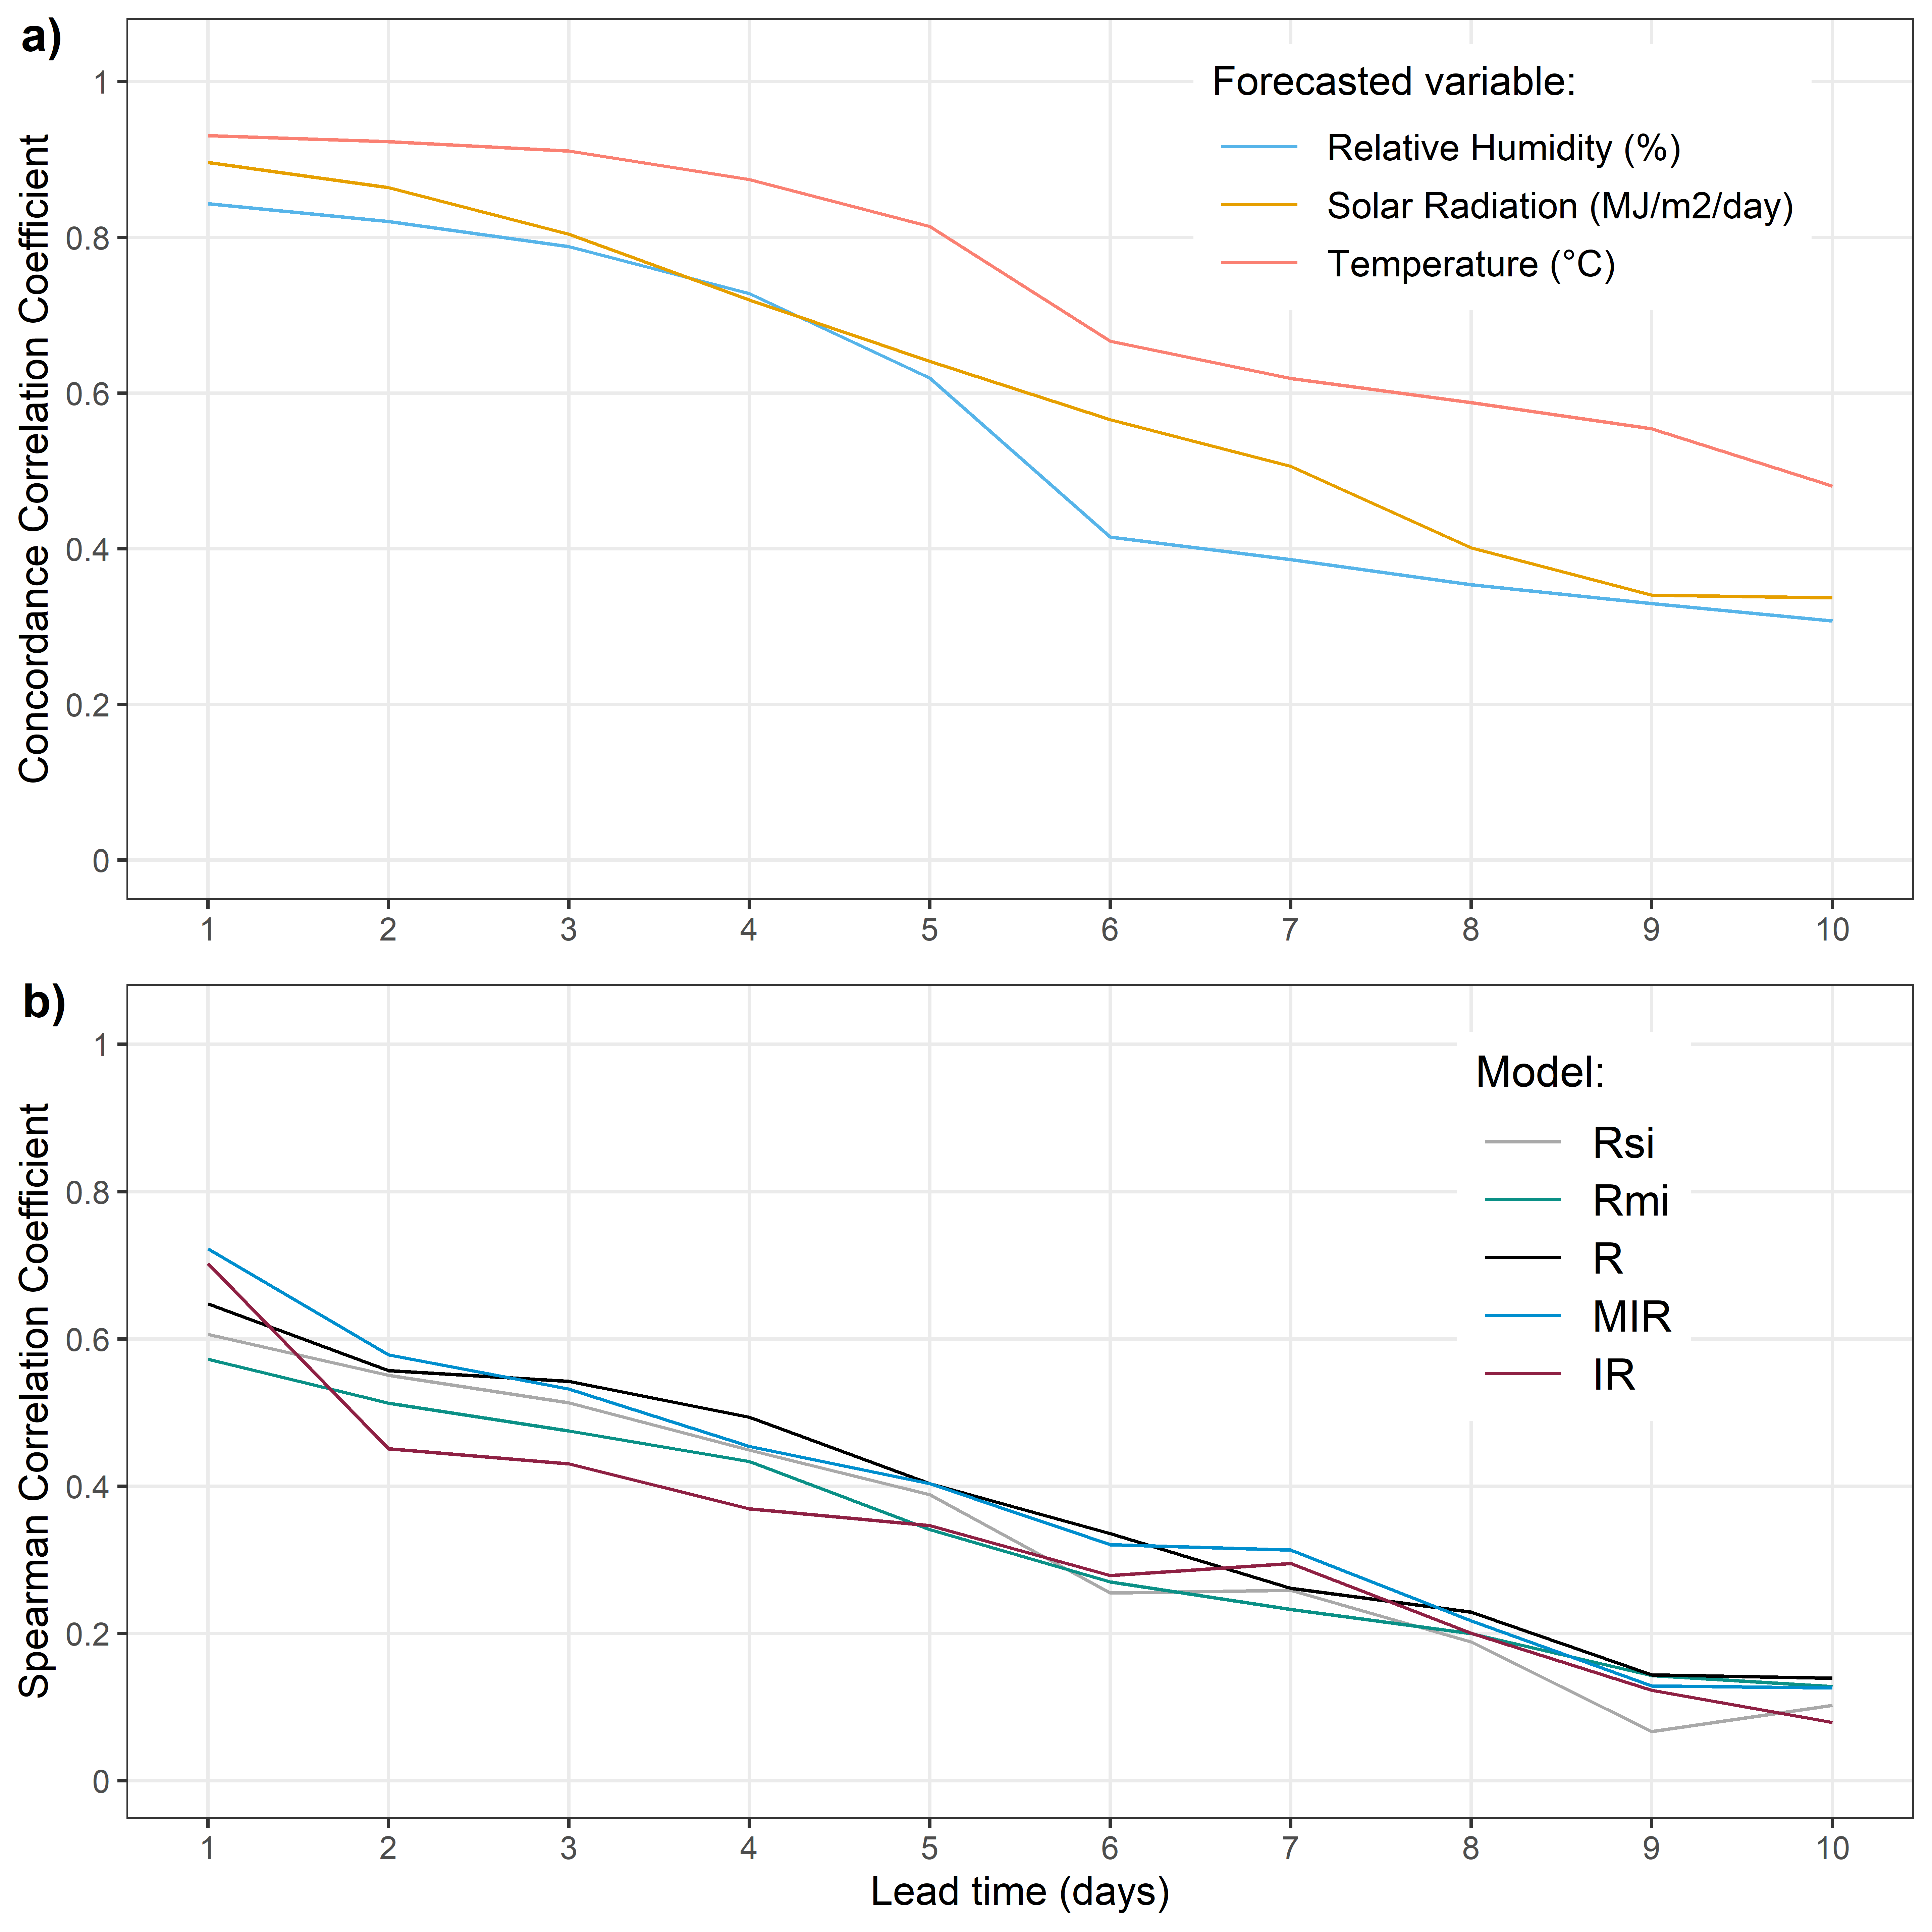 a)
Concordance Correlation Coefficient
1
0.8
0.6
0.4
0.2
0
Forecasted variable:
Relative Humidity (%)
Solar Radiation (MJ/m2/day)
Temperature (°C)
1 2 3 4 5 6 7 8 9 10
b)
Spearman Correlation Coefficient
1
0.8
0.6
0.4
0.2
0
Model:
Rsi
Rmi
R
MIR
IR
1 2 3 4 5 6 7 8 9 10
Lead time (days)